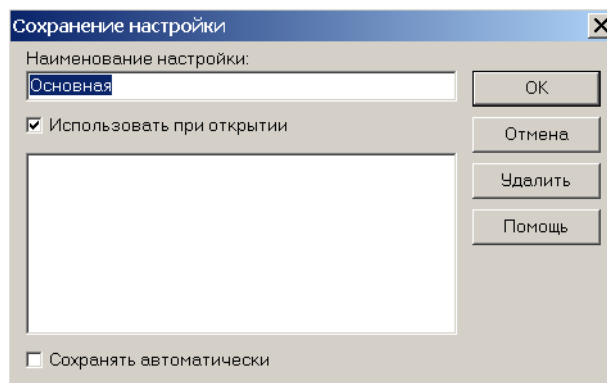 Сохранение настройки
Наименование настройки:
Основная
Использовать при открытии
Сохранять автоматически
OK
Отмена
Удалить
Помощь